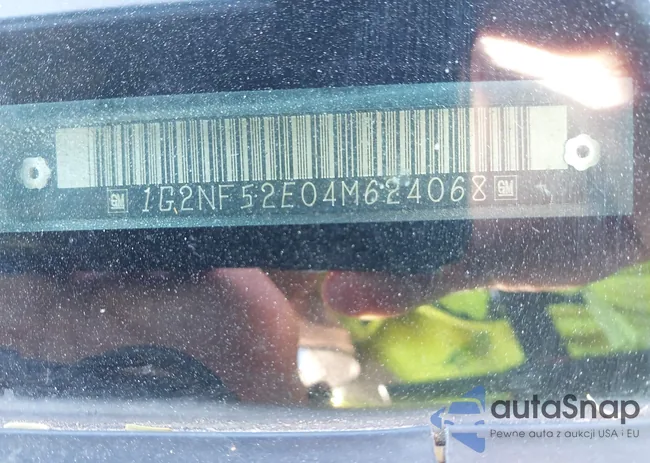 GM 1G2NF52E04M624068 GM
autaSnap
Pewne auta z aukcji USA i EU